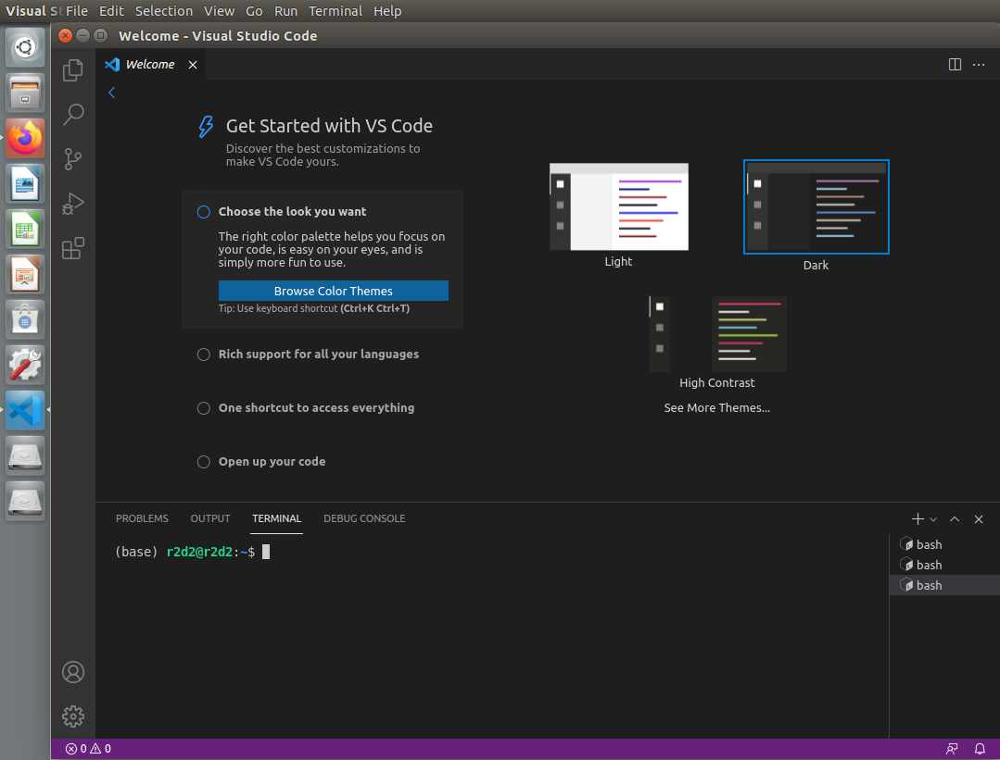 Visual St File Edit Selection View Go Run Terminal Help
Welcome - Visual Studio Code
Welcome
Get Started with VS Code
Discover the best customizations to
make VS Code yours.
Choose the look you want
The right color palette helps you focus on
your code, is easy on your eyes, and is
simply more fun to use.
Browse Color Themes
Tip: Use keyboard shortcut (Ctrl+K Ctrl+T)
Rich support for all your languages
One shortcut to access everything
Open up your code
Light
Dark
High Contrast
See More Themes...
PROBLEMS OUTPUT TERMINAL DEBUG CONSOLE
(base) r2d2@r2d2:~$
bash
bash
bash
0 0